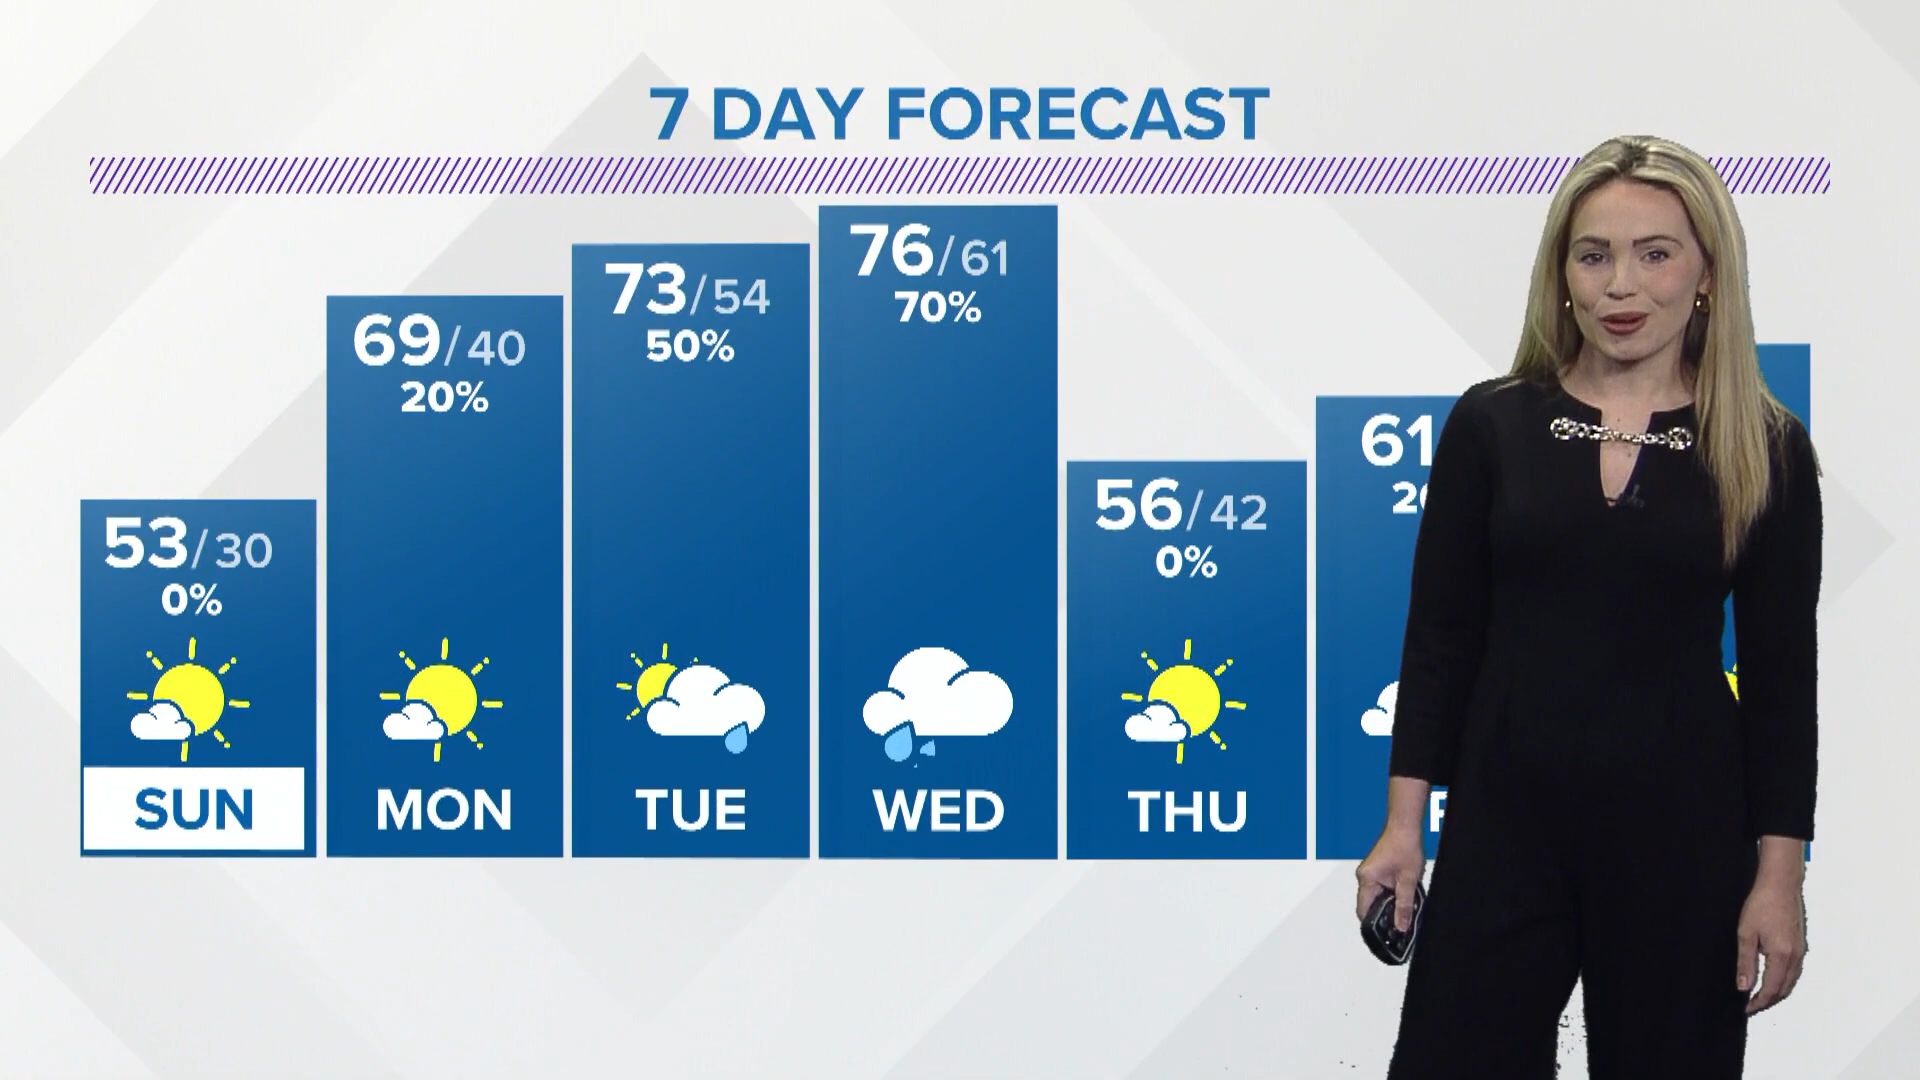 7 DAY FORECAST
53/30
0%
SUN
69/40
20%
MON
73/54
50%
TUE
76/61
70%
WED
56/42
0%
THU
61